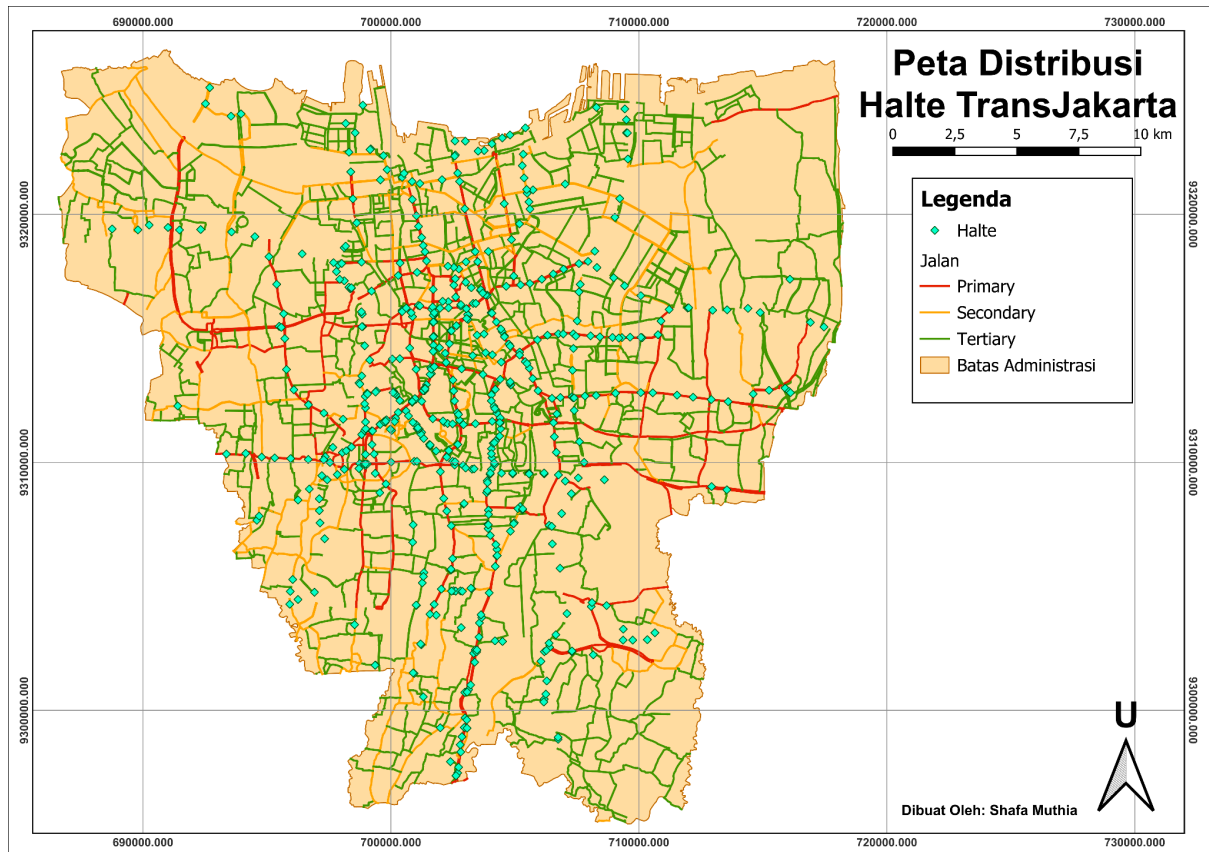 690000.000 700000.000 710000.000 720000.000 730000.000
Peta Distribusi
Halte TransJakarta
0 2,5 5 7,5 10 km
Legenda
Halte
Jalan
Primary
Secondary
Tertiary
Batas Administrasi
9320000.000
9310000.000
9300000.000
9320000.000
9310000.000
9300000.000
U
Dibuat Oleh: Shafa Muthia
690000.000 700000.000 710000.000 720000.000 730000.000